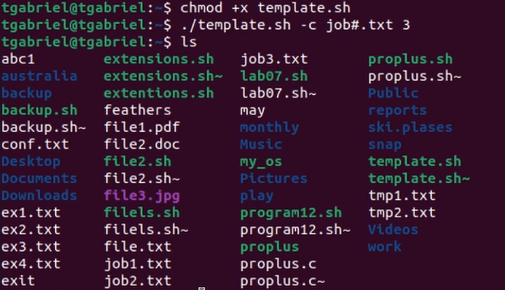 tgabriel@tgabriel:~$ chmod +x template.sh
tgabriel@tgabriel:~$ ./template.sh -c job#.txt 3
tgabriel@tgabriel:~$ ls
abc1 extensions.sh job3.txt proplus.sh
australia extensions.sh~ lab07.sh proplus.sh~
backup extentions.sh lab07.sh~ Public
backup.sh feathers may reports
backup.sh~ file1.pdf monthly ski.plases
conf.txt file2.doc Music snap
Desktop file2.sh my_os template.sh
Documents file2.sh~ Pictures template.sh~
Downloads file3.jpg play tmp1.txt
ex1.txt filels.sh program12.sh tmp2.txt
ex2.txt filels.sh~ program12.sh~ Videos
ex3.txt file.txt proplus work
ex4.txt job1.txt proplus.c
exit job2.txt proplus.c~